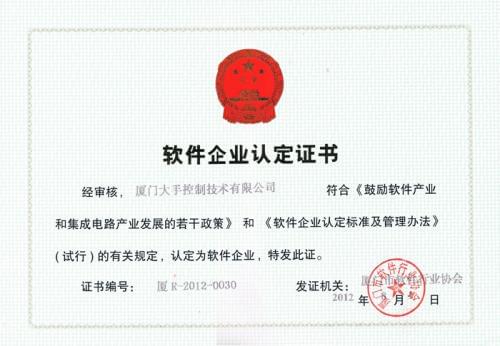 软件企业认定证书
经审核，厦门大手控制技术有限公司 符合《鼓励软件产业
和集成电路产业发展的若干政策》和《软件企业认定标准及管理办法》
(试行)的有关规定，认定为软件企业，特发此证。
证书编号： 厦 R-2012-0030 发证机关： 厦门市软件行业协会
2012 年 月 日